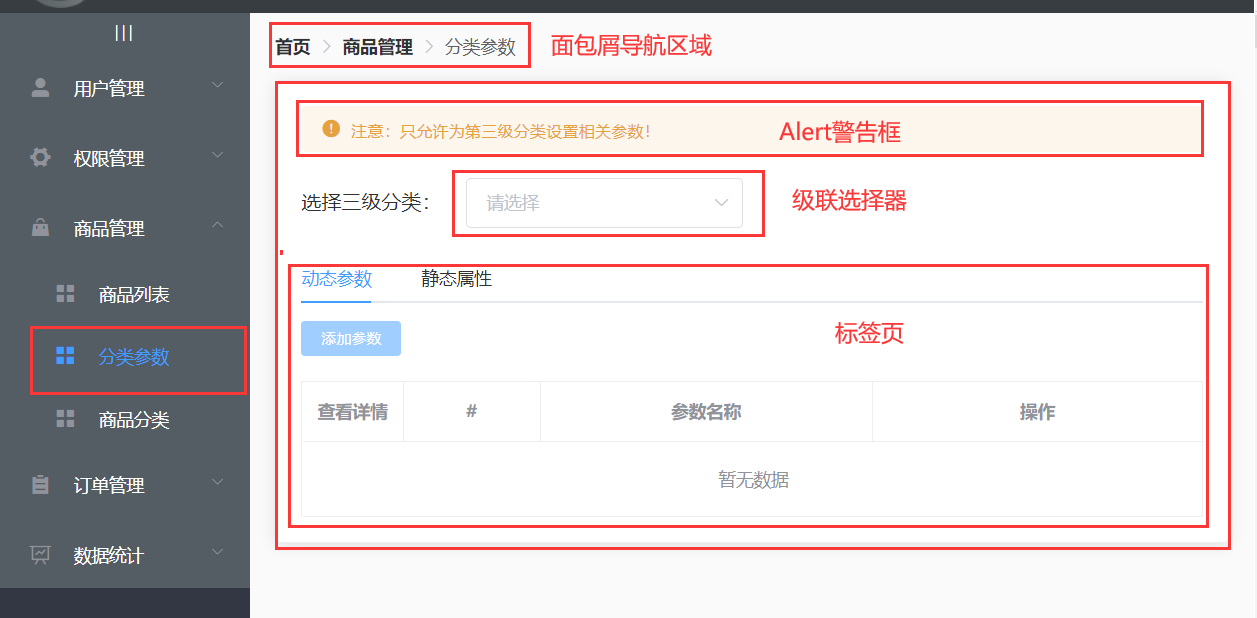 |||
用户管理
权限管理
商品管理
商品列表
分类参数
商品分类
订单管理
数据统计
首页 > 商品管理 > 分类参数 面包屑导航区域
注意：只允许为第三级分类设置相关参数! Alert警告框
选择三级分类： 请选择 级联选择器
动态参数 静态属性
添加参数 标签页
查看详情 # 参数名称 操作
暂无数据